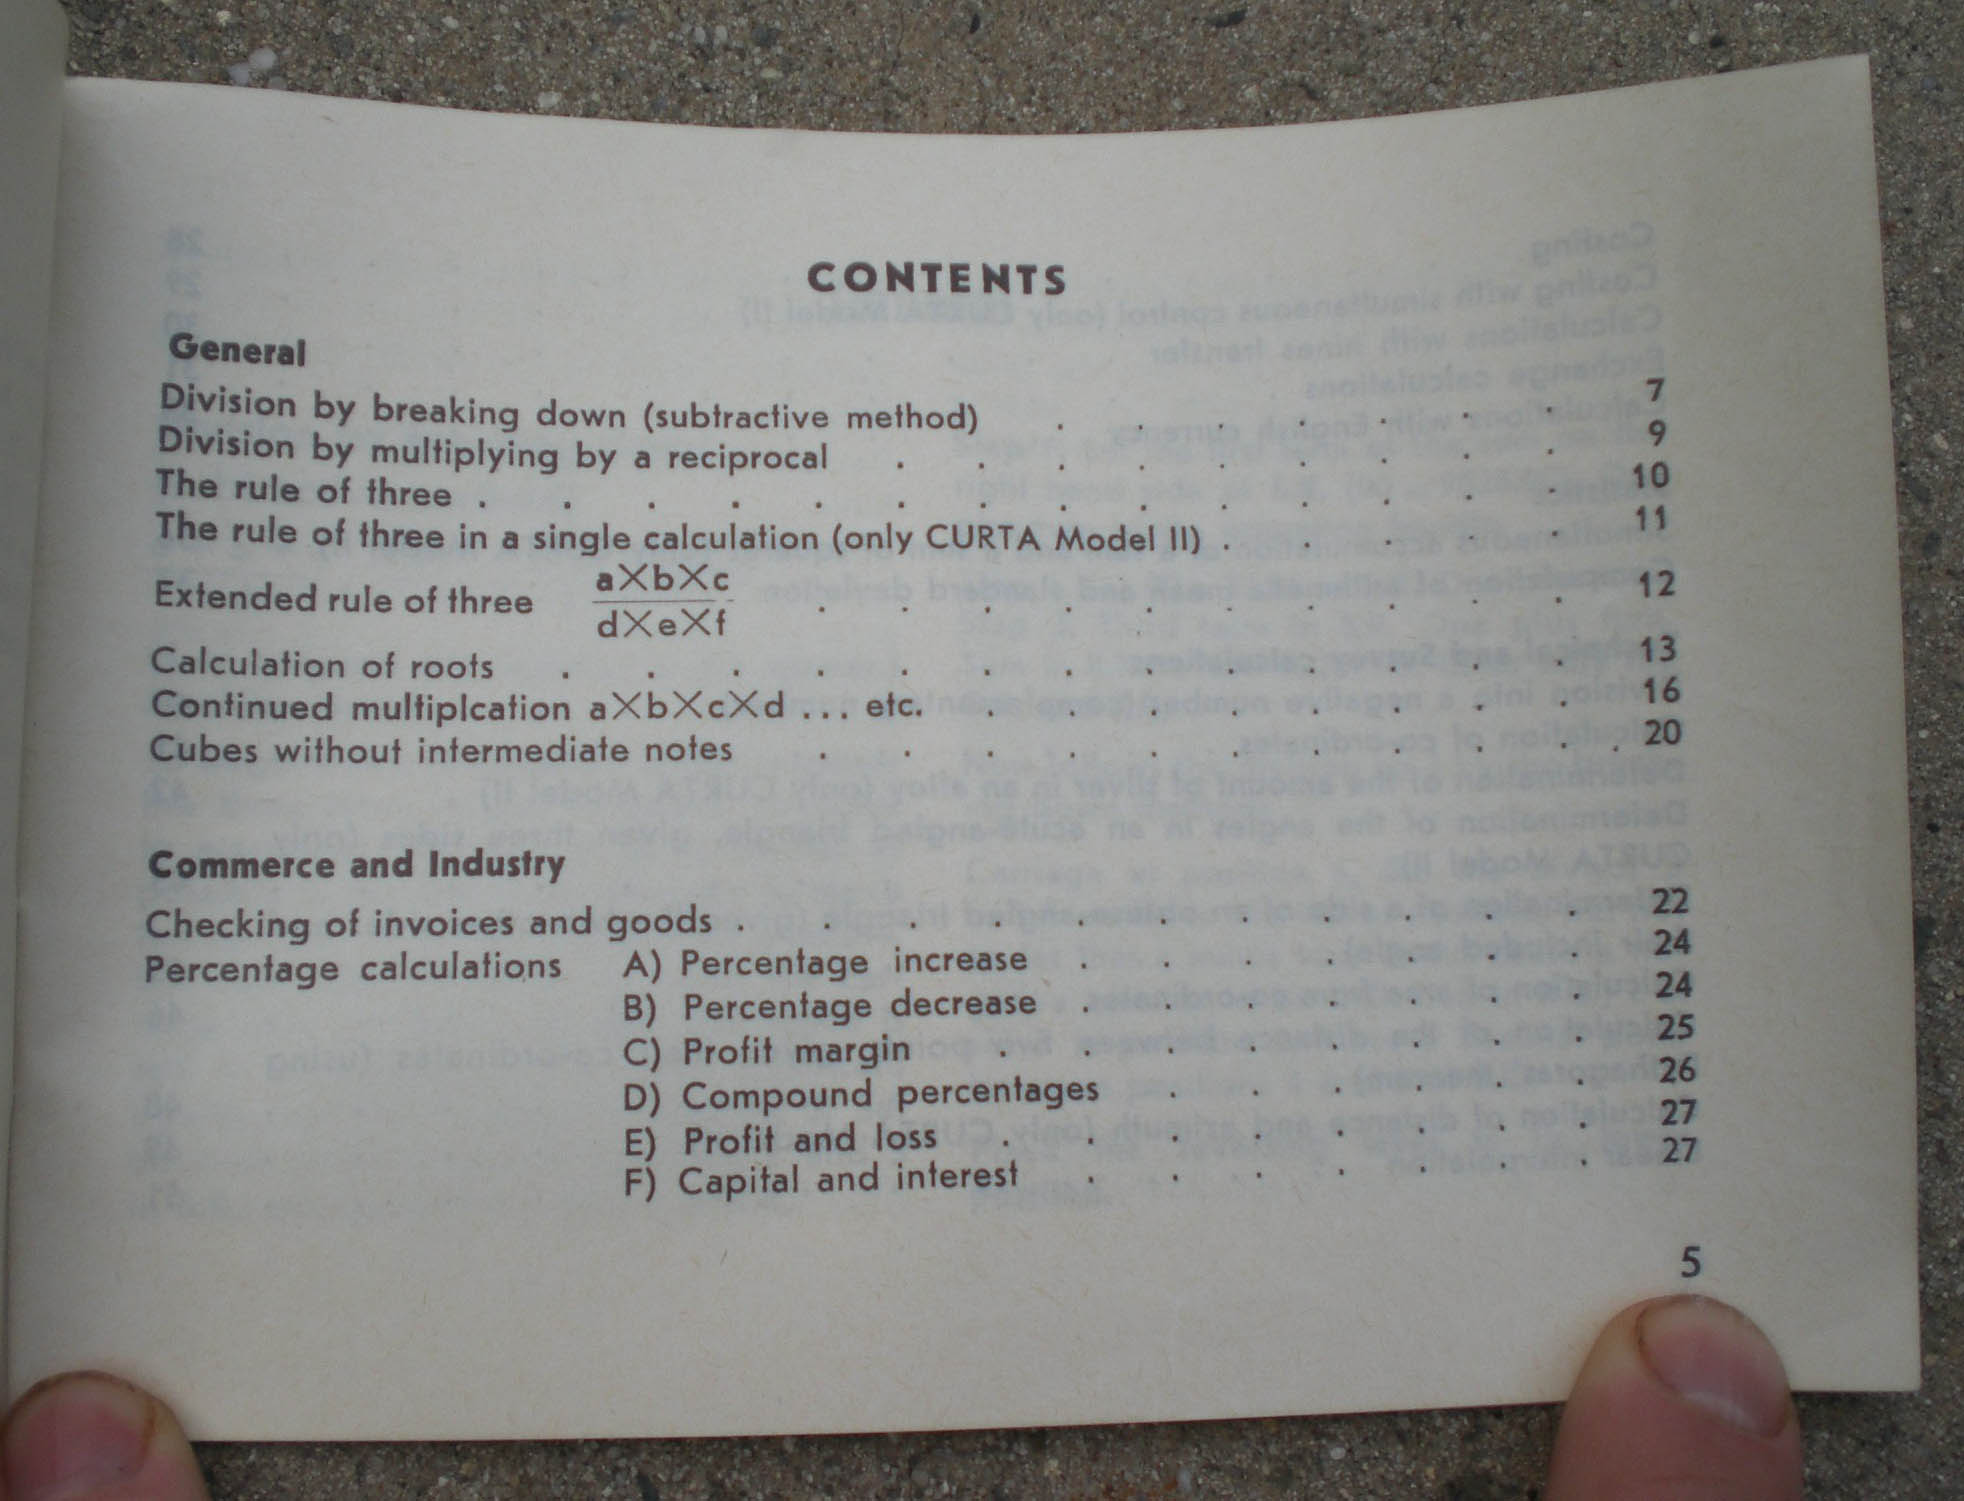 CONTENTS
General
Division by breaking down (subtractive method) . . . . . . . 7
Division by multiplying by a reciprocal . . . . . . . . . 9
The rule of three . . . . . . . . . . . . . . 10
The rule of three in a single calculation (only CURTA Model II) . . . . . 11
Extended rule of three a×b×c / d×e×f . . . . . . . . . . 12
Calculation of roots . . . . . . . . . . . . . 13
Continued multiplcation a×b×c×d ... etc. . . . . . . . . 16
Cubes without intermediate notes . . . . . . . . . . . 20
Commerce and Industry
Checking of invoices and goods . . . . . . . . . . . 22
Percentage calculations A) Percentage increase . . . . . . . 24
B) Percentage decrease . . . . . . . 24
C) Profit margin . . . . . . . . 25
D) Compound percentages . . . . . . 26
E) Profit and loss . . . . . . . . 27
F) Capital and interest . . . . . . . 27
5